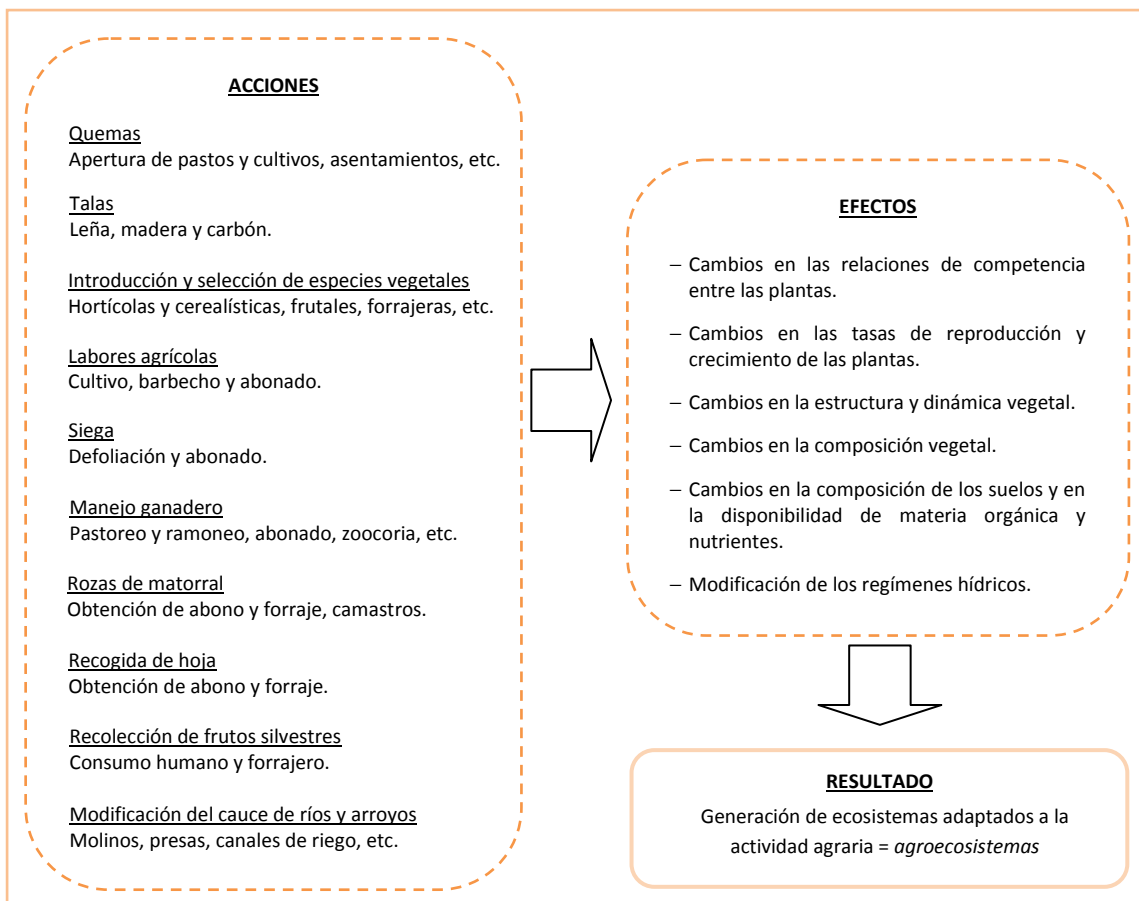 ACCIONES
Quemas
Apertura de pastos y cultivos, asentamientos, etc.
Talas
Leña, madera y carbón.
Introducción y selección de especies vegetales
Hortícolas y cerealísticas, frutales, forrajeras, etc.
Labores agrícolas
Cultivo, barbecho y abonado.
Siega
Defoliación y abonado.
Manejo ganadero
Pastoreo y ramoneo, abonado, zoocoria, etc.
Rozas de matorral
Obtención de abono y forraje, camastros.
Recogida de hoja
Obtención de abono y forraje.
Recolección de frutos silvestres
Consumo humano y forrajero.
Modificación del cauce de ríos y arroyos
Molinos, presas, canales de riego, etc.
EFECTOS
– Cambios en las relaciones de competencia
entre las plantas.
– Cambios en las tasas de reproducción y
crecimiento de las plantas.
– Cambios en la estructura y dinámica vegetal.
– Cambios en la composición vegetal.
– Cambios en la composición de los suelos y en
la disponibilidad de materia orgánica y
nutrientes.
– Modificación de los regímenes hídricos.
RESULTADO
Generación de ecosistemas adaptados a la
actividad agraria = agroecosistemas